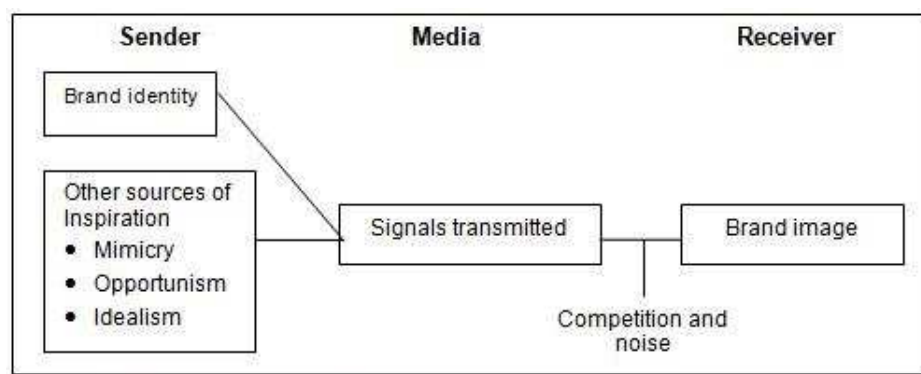 Sender
Media
Receiver
Brand identity
Other sources of
Inspiration
• Mimicry
• Opportunism
• Idealism
Signals transmitted
Brand image
Competition and
noise